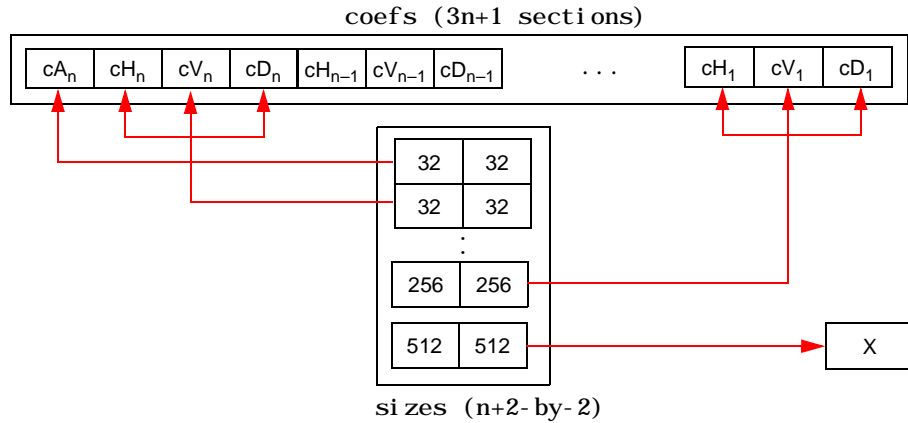 coefs (3n+1 sections)
cAn cHn cVn cDn cHn–1 cVn–1 cDn–1 ... cH1 cV1 cD1
32 32
32 32
:
256 256
512 512 X
sizes (n+2-by-2)